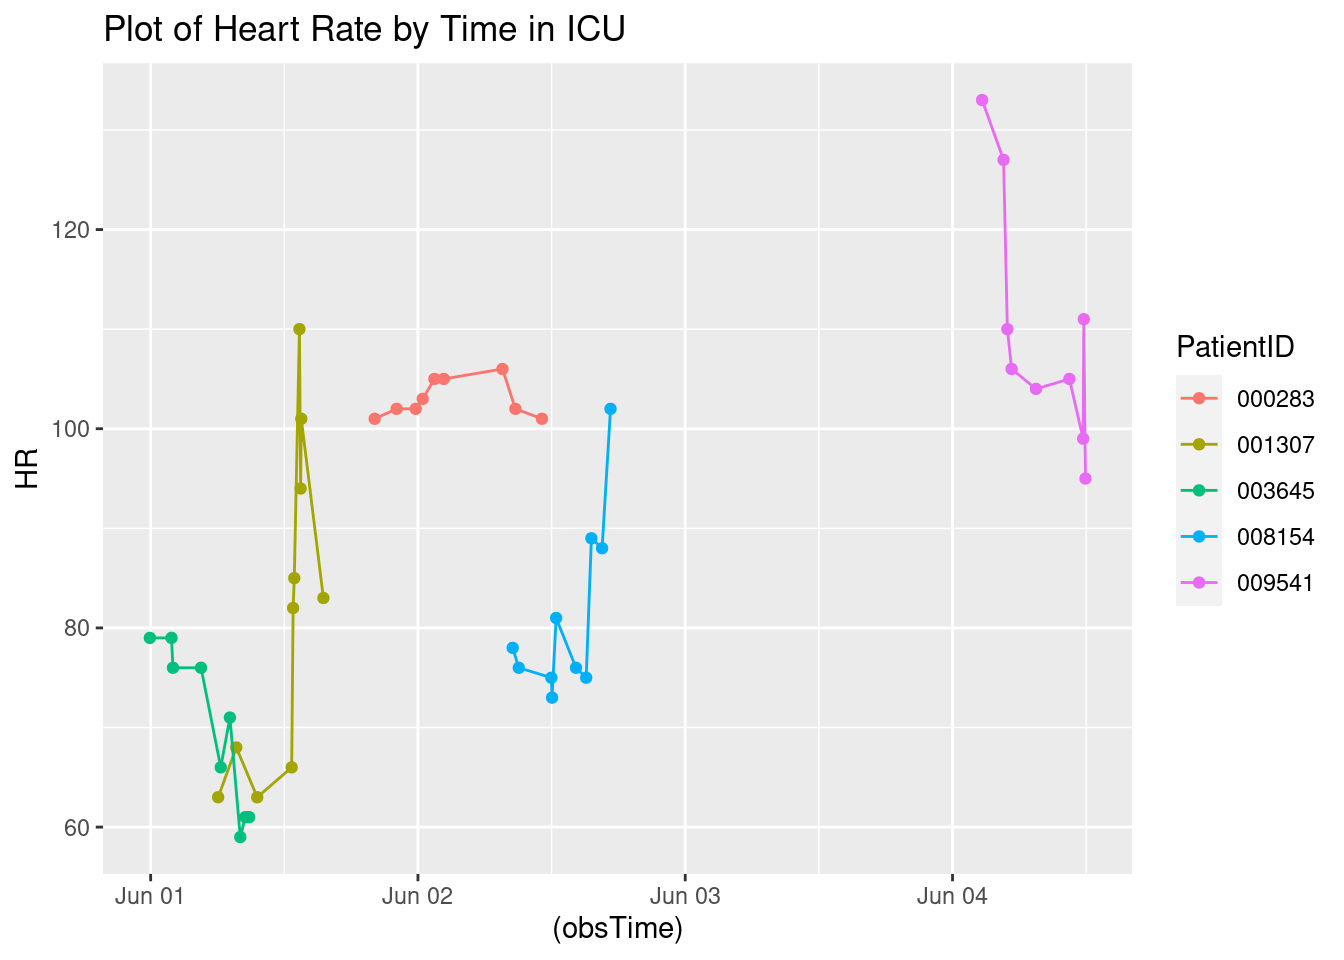 Plot of Heart Rate by Time in ICU
HR
120
100
80
60
Jun 01 Jun 02 Jun 03 Jun 04
(obsTime)
PatientID
000283
001307
003645
008154
009541